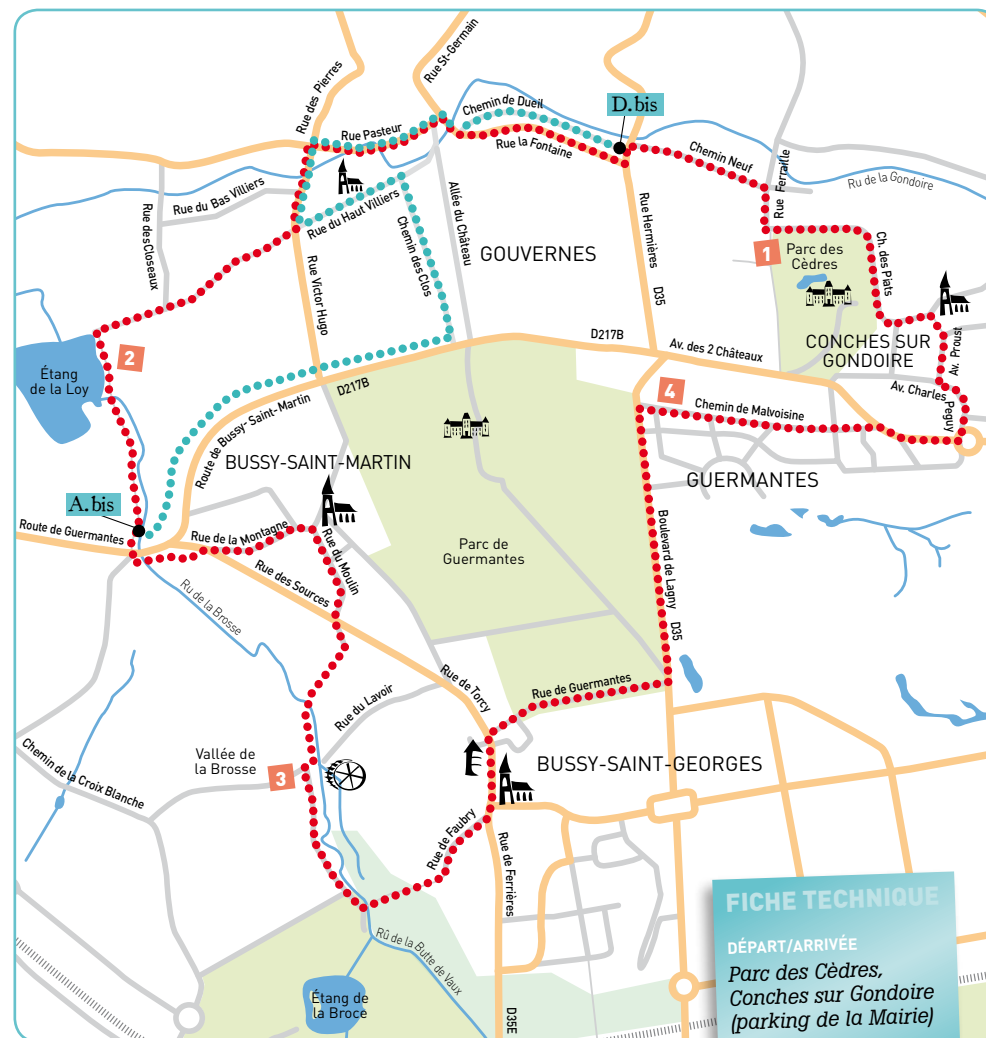 Rue St-Germain
Rue des Pierres
Chemin de Dueil
D.bis
Rue Pasteur
Rue la Fontaine
Chemin Neuf
Rue Ferraille
Ru de la Gondoire
Rue du Bas Villiers
Rue du Haut Villiers
Rue des Closeaux
Chemin des Clos
Allée du Château
Rue Hermières
D35
GOUVERNES
1
Parc des
Cèdres
Ch. des Piats
CONCHES SUR
GONDOIRE
Av. Proust
Rue Victor Hugo
2
Étang
de la Loy
D217B
D217B
Av. des 2 Châteaux
Av. Charles
Peguy
4
Chemin de Malvoisine
GUERMANTES
Route de Bussy- Saint-Martin
BUSSY-SAINT-MARTIN
A.bis
Route de Guermantes
Rue de la Montagne
Rue du Moulin
Rue des Sources
Parc de
Guermantes
Boulevard de Lagny
D35
Ru de la Brosse
Rue de Torcy
Rue de Guermantes
Rue du Lavoir
Vallée de
la Brosse
3
Chemin de la Croix Blanche
BUSSY-SAINT-GEORGES
Rue de Faubry
Rue de Ferrières
Rû de la Butte de Vaux
Étang de
la Broce
D35E
FICHE TECHNIQUE
DÉPART/ARRIVÉE
Parc des Cèdres,
Conches sur Gondoire
(parking de la Mairie)